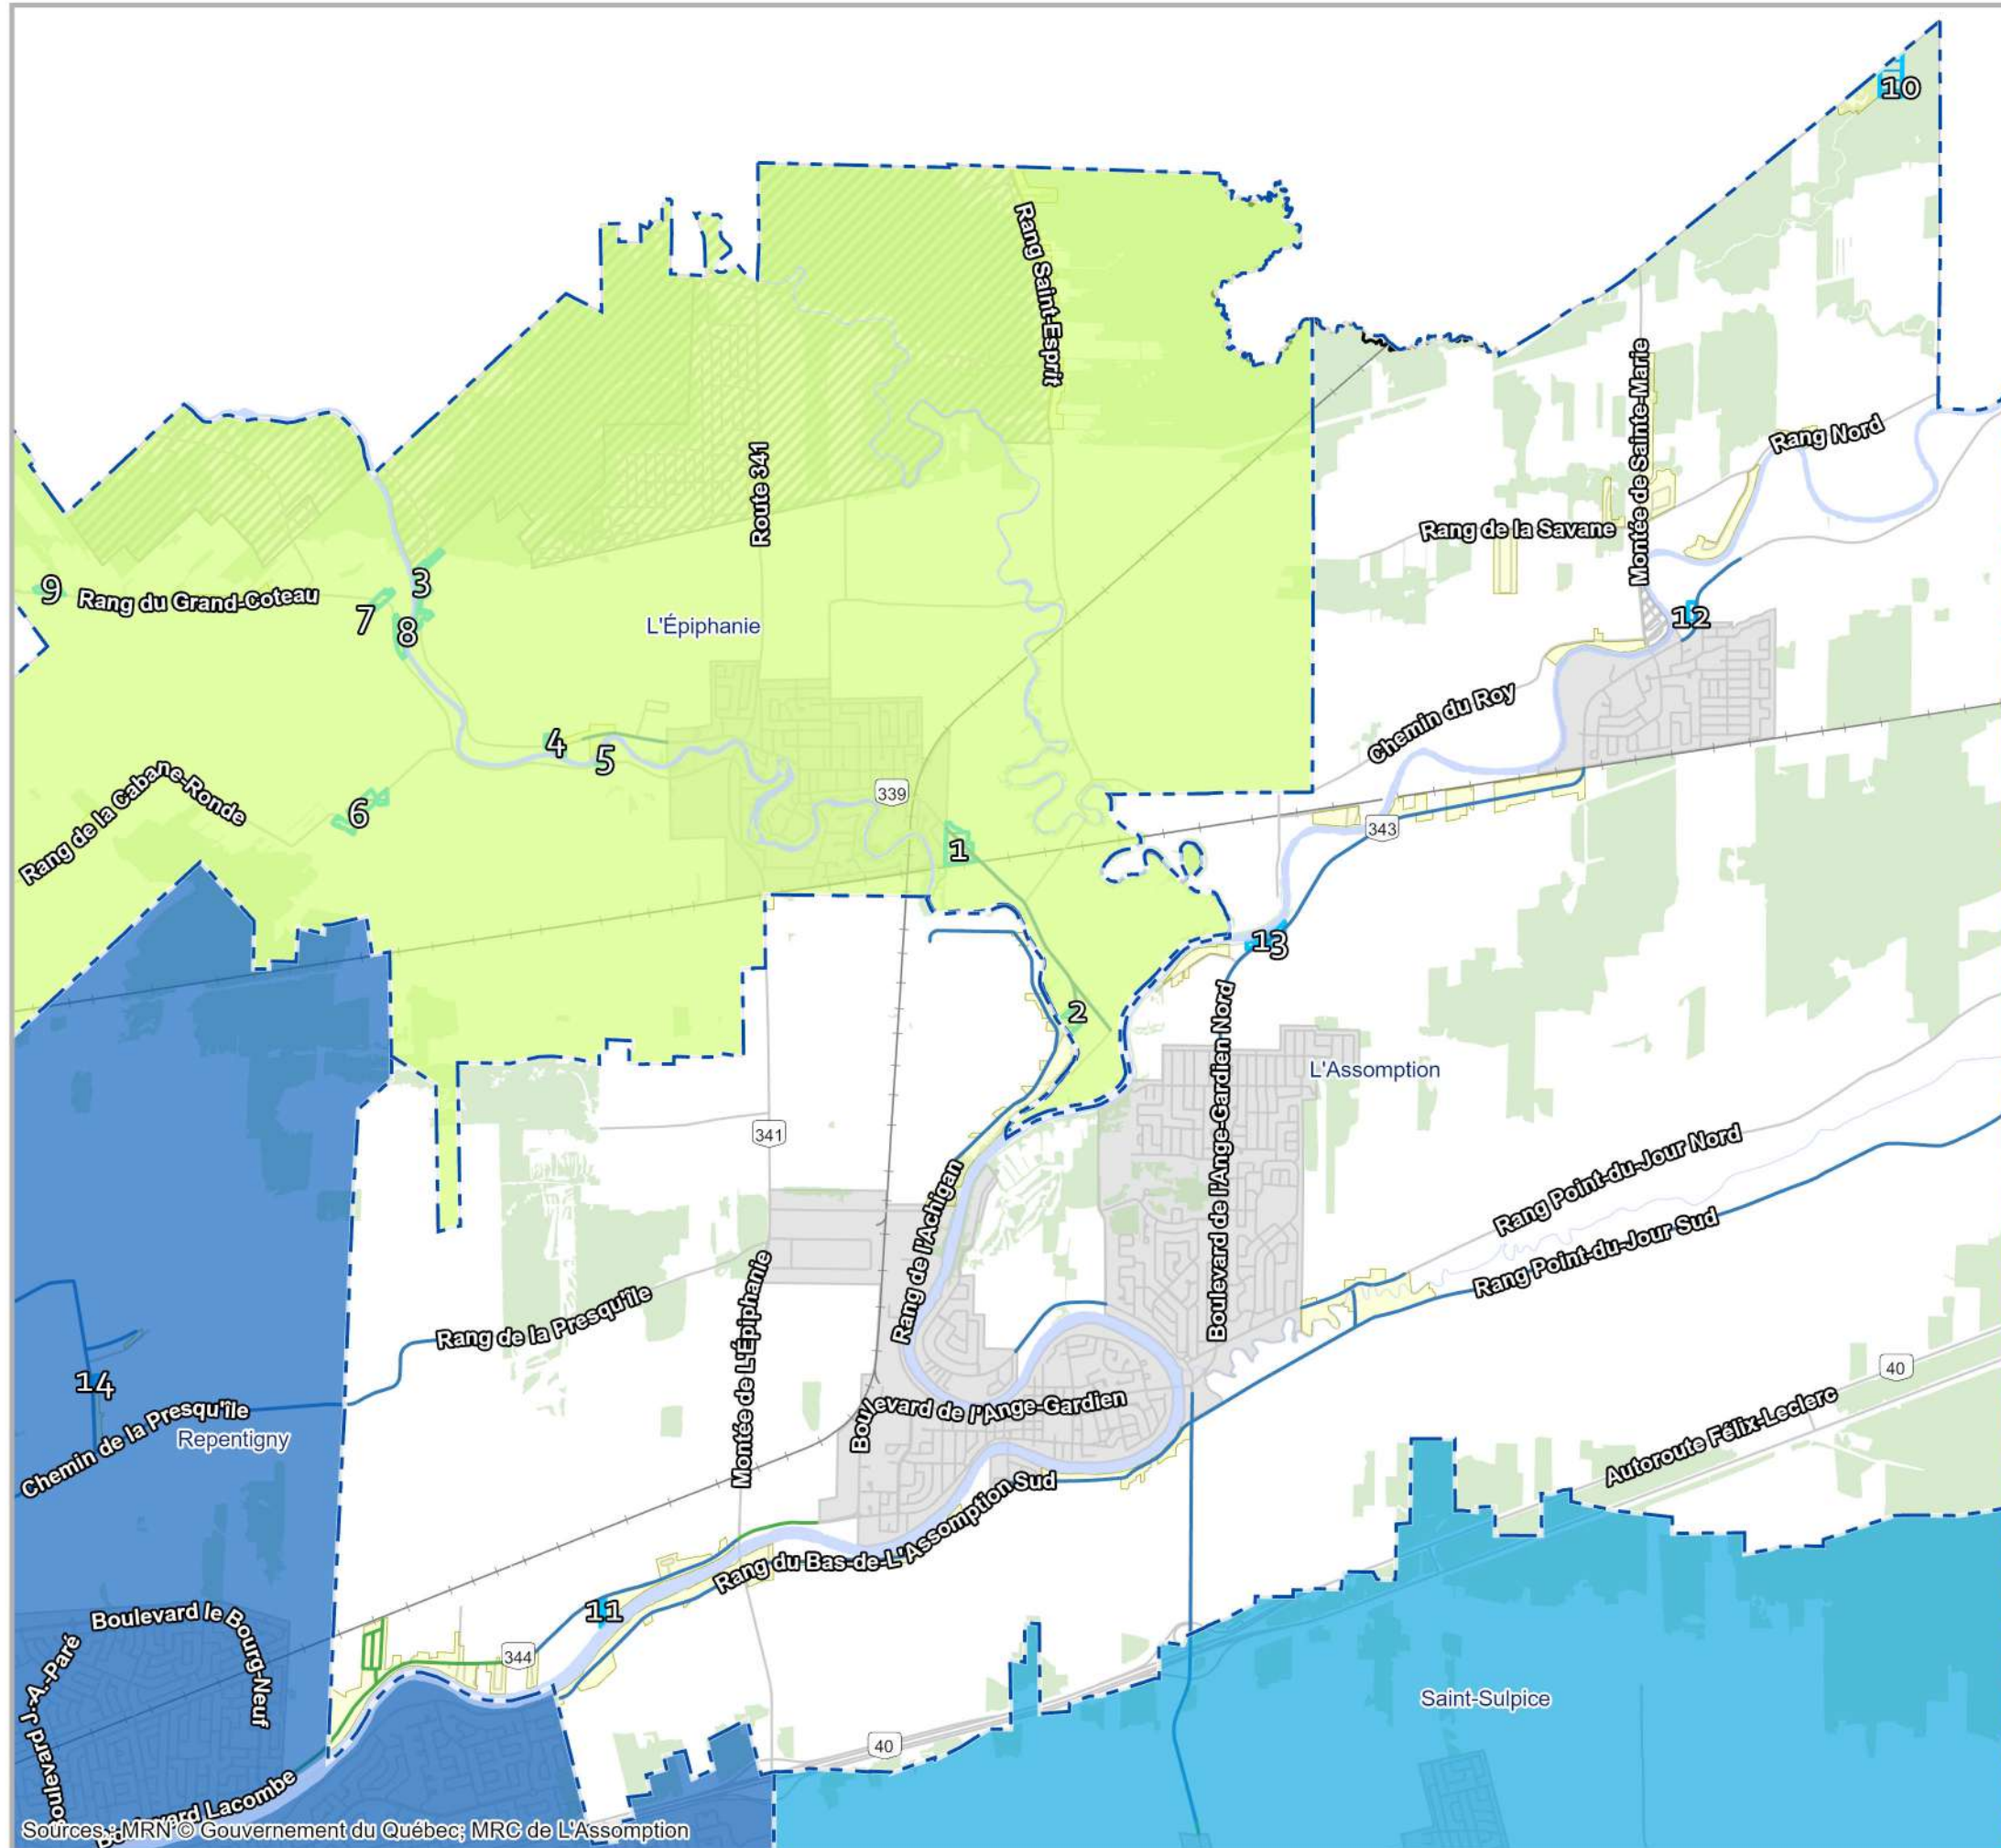 10
Rang Saint-Esprit
Montée de Sainte-Marie
Rang Nord
Route 341
Rang de la Savane
9
Rang du Grand-Coteau
3
7
8
L'Épiphanie
12
Chemin du Roy
4
5
Rang de la Cabane-Ronde
6
339
343
1
13
2
Boulevard de l'Ange-Gardien Nord
L'Assomption
341
Rang Point-du-Jour Nord
Rang de l'Achigan
Rang Point-du-Jour Sud
Rang de la Presqu'île
Montée de L'Épiphanie
14
Chemin de la Presqu'île
Repentigny
Boulevard de l'Ange-Gardien
40
Autoroute Félix-Leclerc
Rang du Bas-de-L'Assomption Sud
11
Boulevard le Bourg-Neuf
Boulevard J.-A.-Paré
344
Saint-Sulpice
40
Boulevard Lacombe
Sources : MRN © Gouvernement du Québec; MRC de L'Assomption